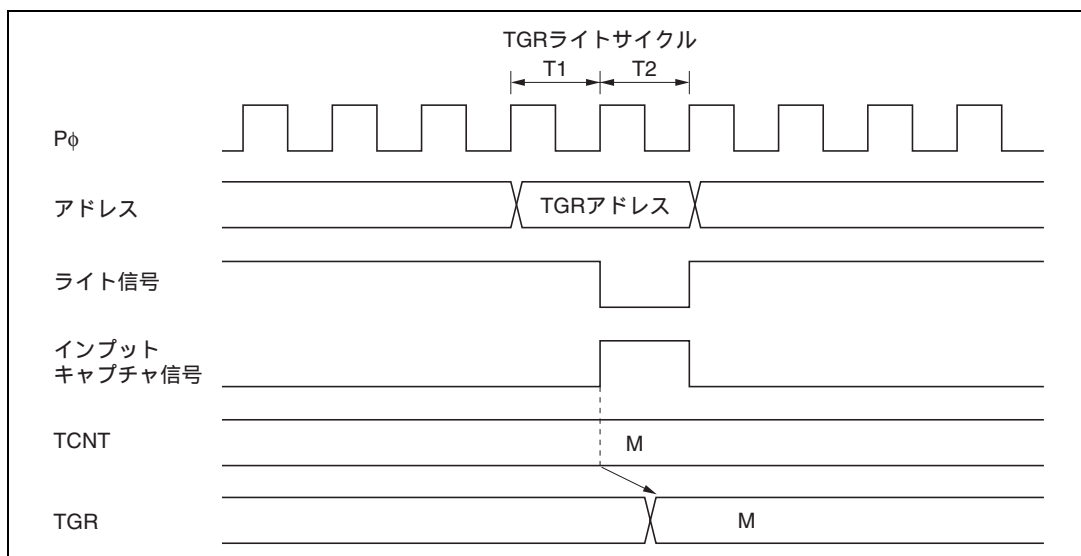 TGRライトサイクル
T1
T2
Pφ
アドレス
TGRアドレス
ライト信号
インプット
キャプチャ信号
TCNT
M
TGR
M